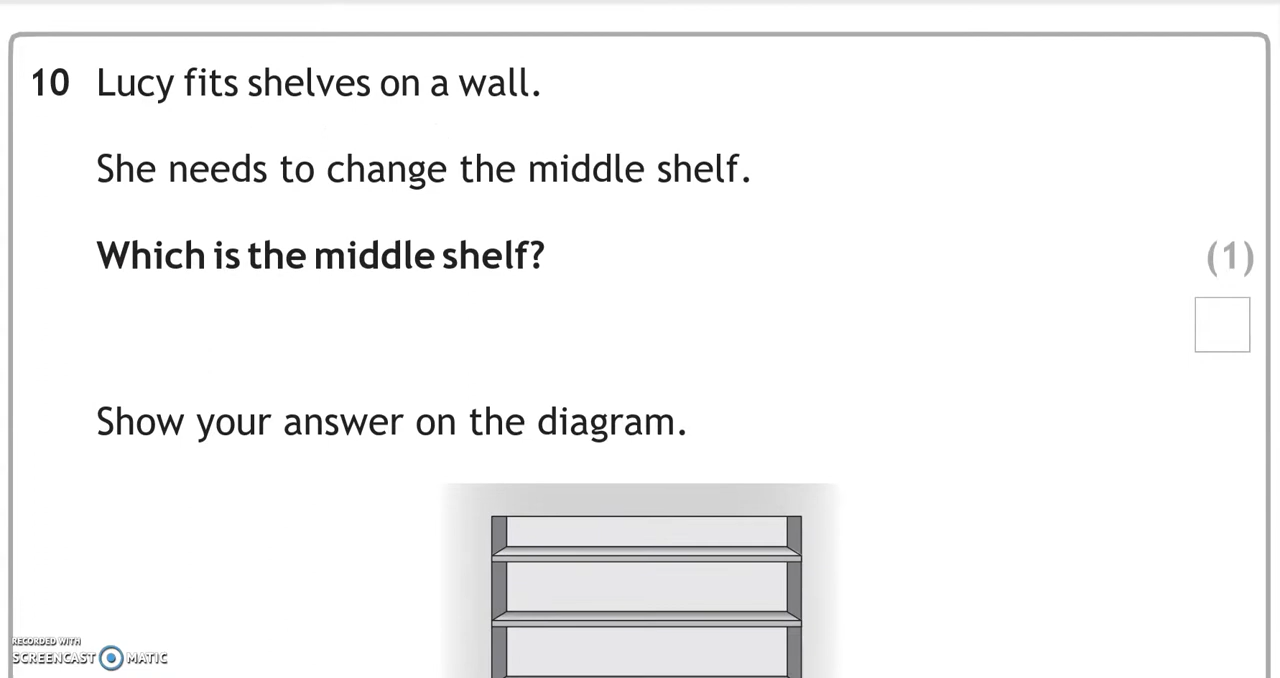 10 Lucy fits shelves on a wall.
She needs to change the middle shelf.
Which is the middle shelf?
(1)
Show your answer on the diagram.
RECORDED WITH
SCREENCAST MATIC